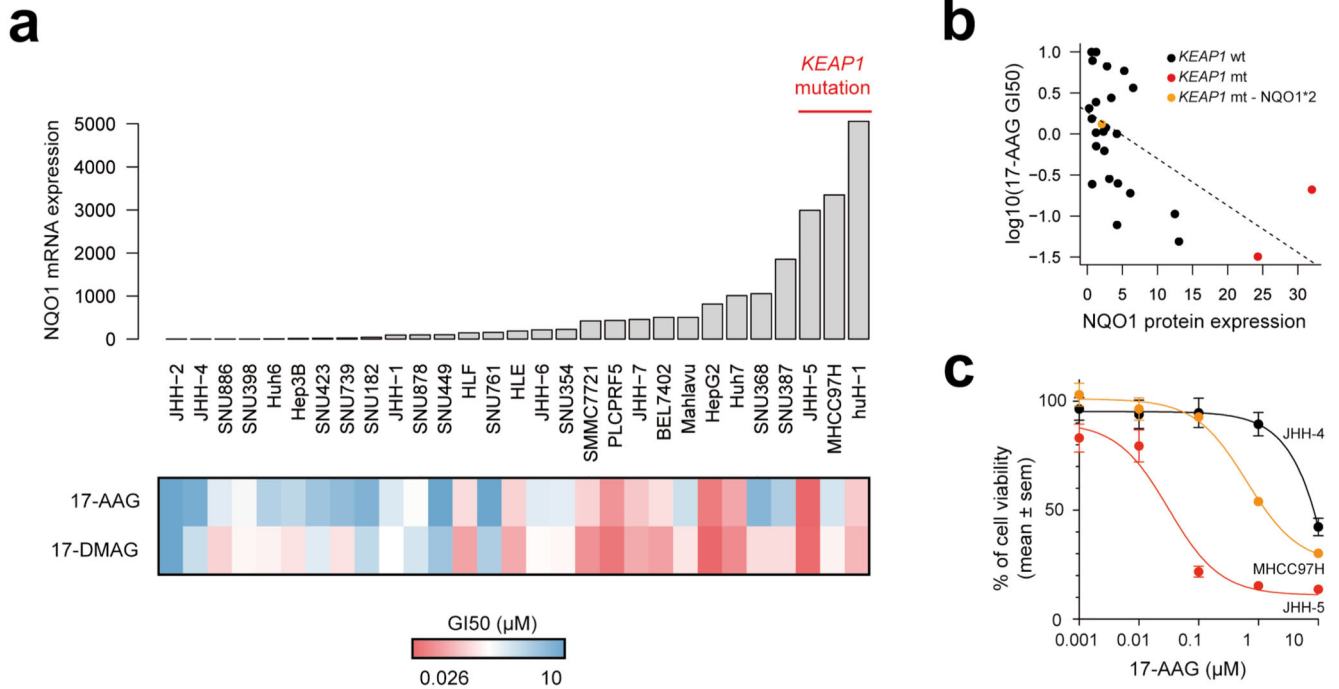 a
KEAP1
mutation
NQO1 mRNA expression
5000
4000
3000
2000
1000
0
JHH-2
JHH-4
SNU886
SNU398
Huh6
Hep3B
SNU423
SNU739
SNU182
JHH-1
SNU878
SNU449
HLF
SNU761
HLE
JHH-6
SNU354
SMMC7721
PLCPRF5
JHH-7
BEL7402
Mahlavu
HepG2
Huh7
SNU368
SNU387
JHH-5
MHCC97H
huH-1
17-AAG
17-DMAG
GI50 (µM)
0.026 10
b
log10(17-AAG GI50)
1.0
0.5
0.0
−0.5
−1.0
−1.5
KEAP1 wt
KEAP1 mt
KEAP1 mt - NQO1*2
0 5 10 15 20 25 30
NQO1 protein expression
c
% of cell viability
(mean ± sem)
100
50
0
JHH-4
MHCC97H
JHH-5
0.001 0.01 0.1 1 10
17-AAG (µM)